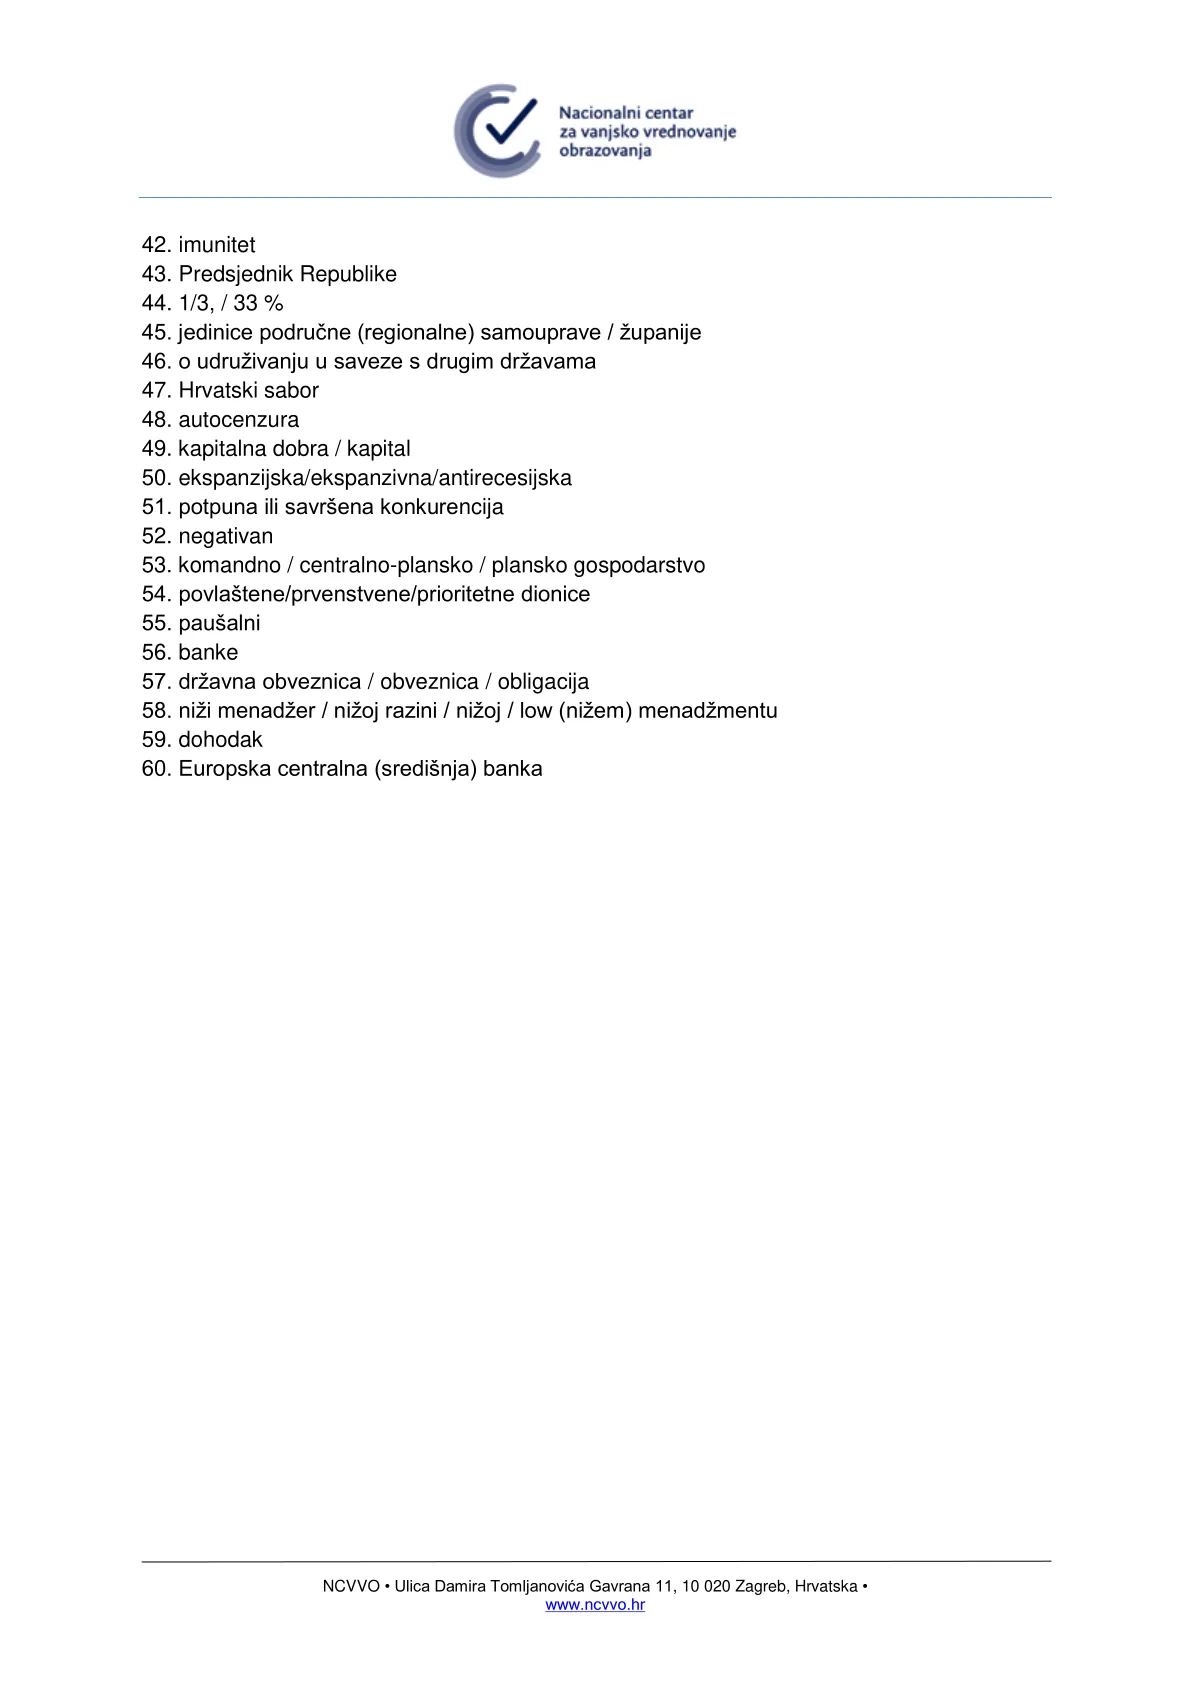 Nacionalni centar
za vanjsko vrednovanje
obrazovanja
42. imunitet
43. Predsjednik Republike
44. 1/3, / 33 %
45. jedinice područne (regionalne) samouprave / županije
46. o udruživanju u saveze s drugim državama
47. Hrvatski sabor
48. autocenzura
49. kapitalna dobra / kapital
50. ekspanzijska/ekspanzivna/antirecesijska
51. potpuna ili savršena konkurencija
52. negativan
53. komandno / centralno-plansko / plansko gospodarstvo
54. povlaštene/prvenstvene/prioritetne dionice
55. paušalni
56. banke
57. državna obveznica / obveznica / obligacija
58. niži menadžer / nižoj razini / nižoj / low (nižem) menadžmentu
59. dohodak
60. Europska centralna (središnja) banka
NCVVO • Ulica Damira Tomljanovića Gavrana 11, 10 020 Zagreb, Hrvatska •
www.ncvvo.hr